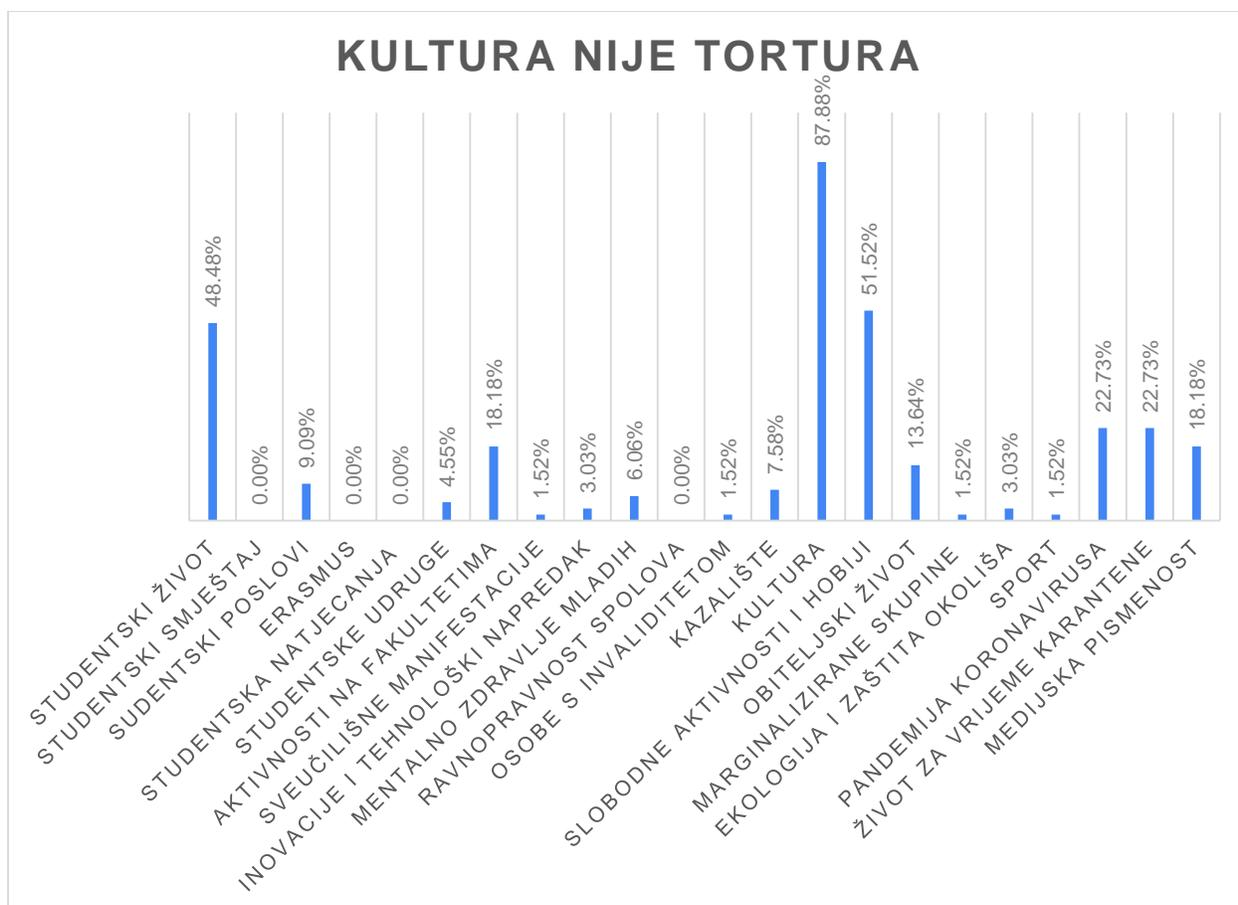 KULTURA NIJE TORTURA
48.48%
0.00%
9.09%
0.00%
0.00%
4.55%
18.18%
1.52%
3.03%
6.06%
0.00%
1.52%
7.58%
87.88%
51.52%
13.64%
1.52%
3.03%
1.52%
22.73%
22.73%
18.18%
STUDENTSKI ŽIVOT
STUDENTSKI SMJEŠTAJ
SUDENTSKI POSLOVI
ERASMUS
STUDENTSKA NATJECANJA
STUDENTSKE UDRUGE
AKTIVNOSTI NA FAKULTETIMA
SVEUČILIŠNE MANIFESTACIJE
INOVACIJE I TEHNOLOŠKI NAPREDAK
MENTALNO ZDRAVLJE MLADIH
RAVNOPRAVNOST SPOLOVA
OSOBE S INVALIDITETOM
KAZALIŠTE
KULTURA
SLOBODNE AKTIVNOSTI I HOBIJI
OBITELJSKI ŽIVOT
MARGINALIZIRANE SKUPINE
EKOLOGIJA I ZAŠTITA OKOLIŠA
SPORT
PANDEMIJA KORONAVIRUSA
ŽIVOT ZA VRIJEME KARANTENE
MEDIJSKA PISMENOST